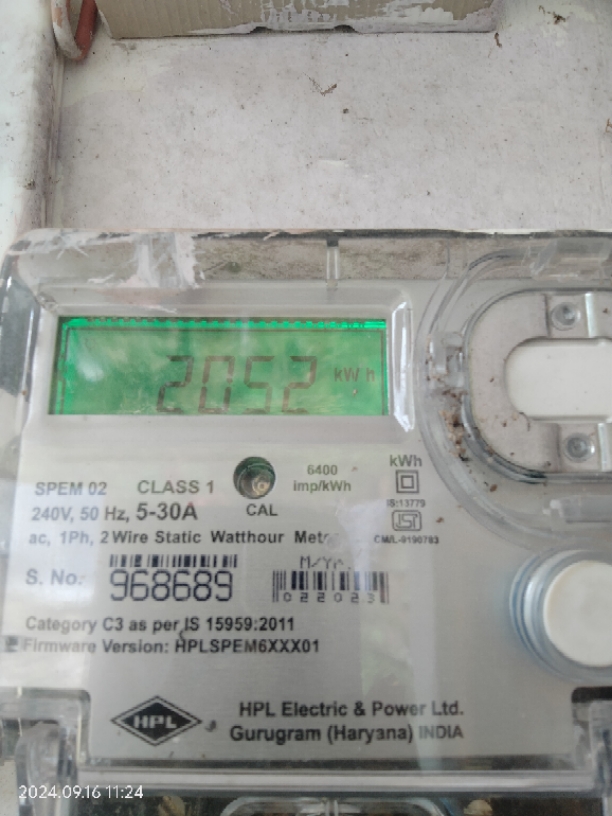 2052 kWh
SPEM 02 CLASS 1
6400
imp/kWh
kWh
240V, 50 Hz, 5-30A
CAL
IS:13779
ac, 1Ph, 2 Wire Static Watthour
CM/L-9190783
S. No: 968689
022023
Category C3 as per IS 15959:2011
Firmware Version: HPLSPEM6XXX01
HPL
HPL Electric & Power Ltd.
Gurugram (Haryana) INDIA
2024.09.16 11:24